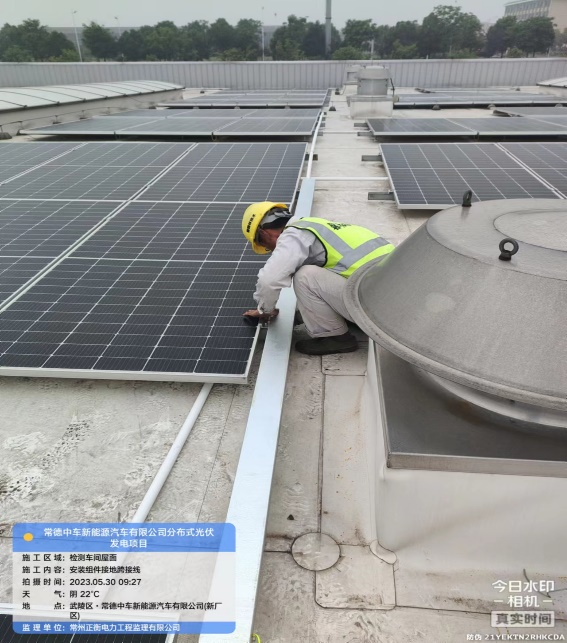 常德中车新能源汽车有限公司分布式光伏
发电项目
施工区域：检测车间屋面
施工内容：安装组件接地跨接线
拍摄时间：2023.05.30 09:27
天气：阴 22℃
地点：武陵区·常德中车新能源汽车有限公司(新厂
区)
监理单位：常州正衡电力工程监理有限公司
今日水印
-相机-
真实时间
防伪 21YEKTN2RHKCDA